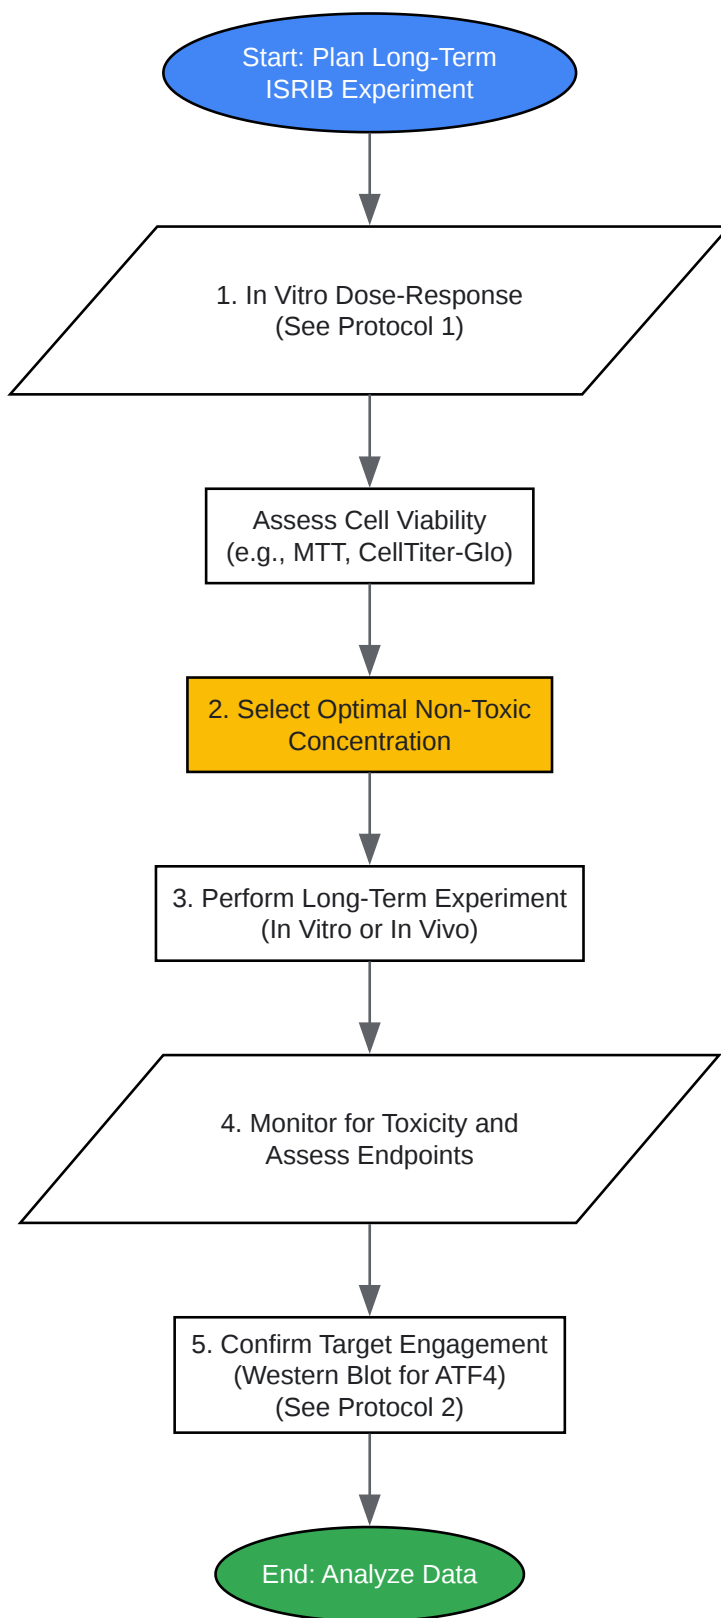 Start: Plan Long-Term
ISRIB Experiment
1. In Vitro Dose-Response
(See Protocol 1)
Assess Cell Viability
(e.g., MTT, CellTiter-Glo)
2. Select Optimal Non-Toxic
Concentration
3. Perform Long-Term Experiment
(In Vitro or In Vivo)
4. Monitor for Toxicity and
Assess Endpoints
5. Confirm Target Engagement
(Western Blot for ATF4)
(See Protocol 2)
End: Analyze Data